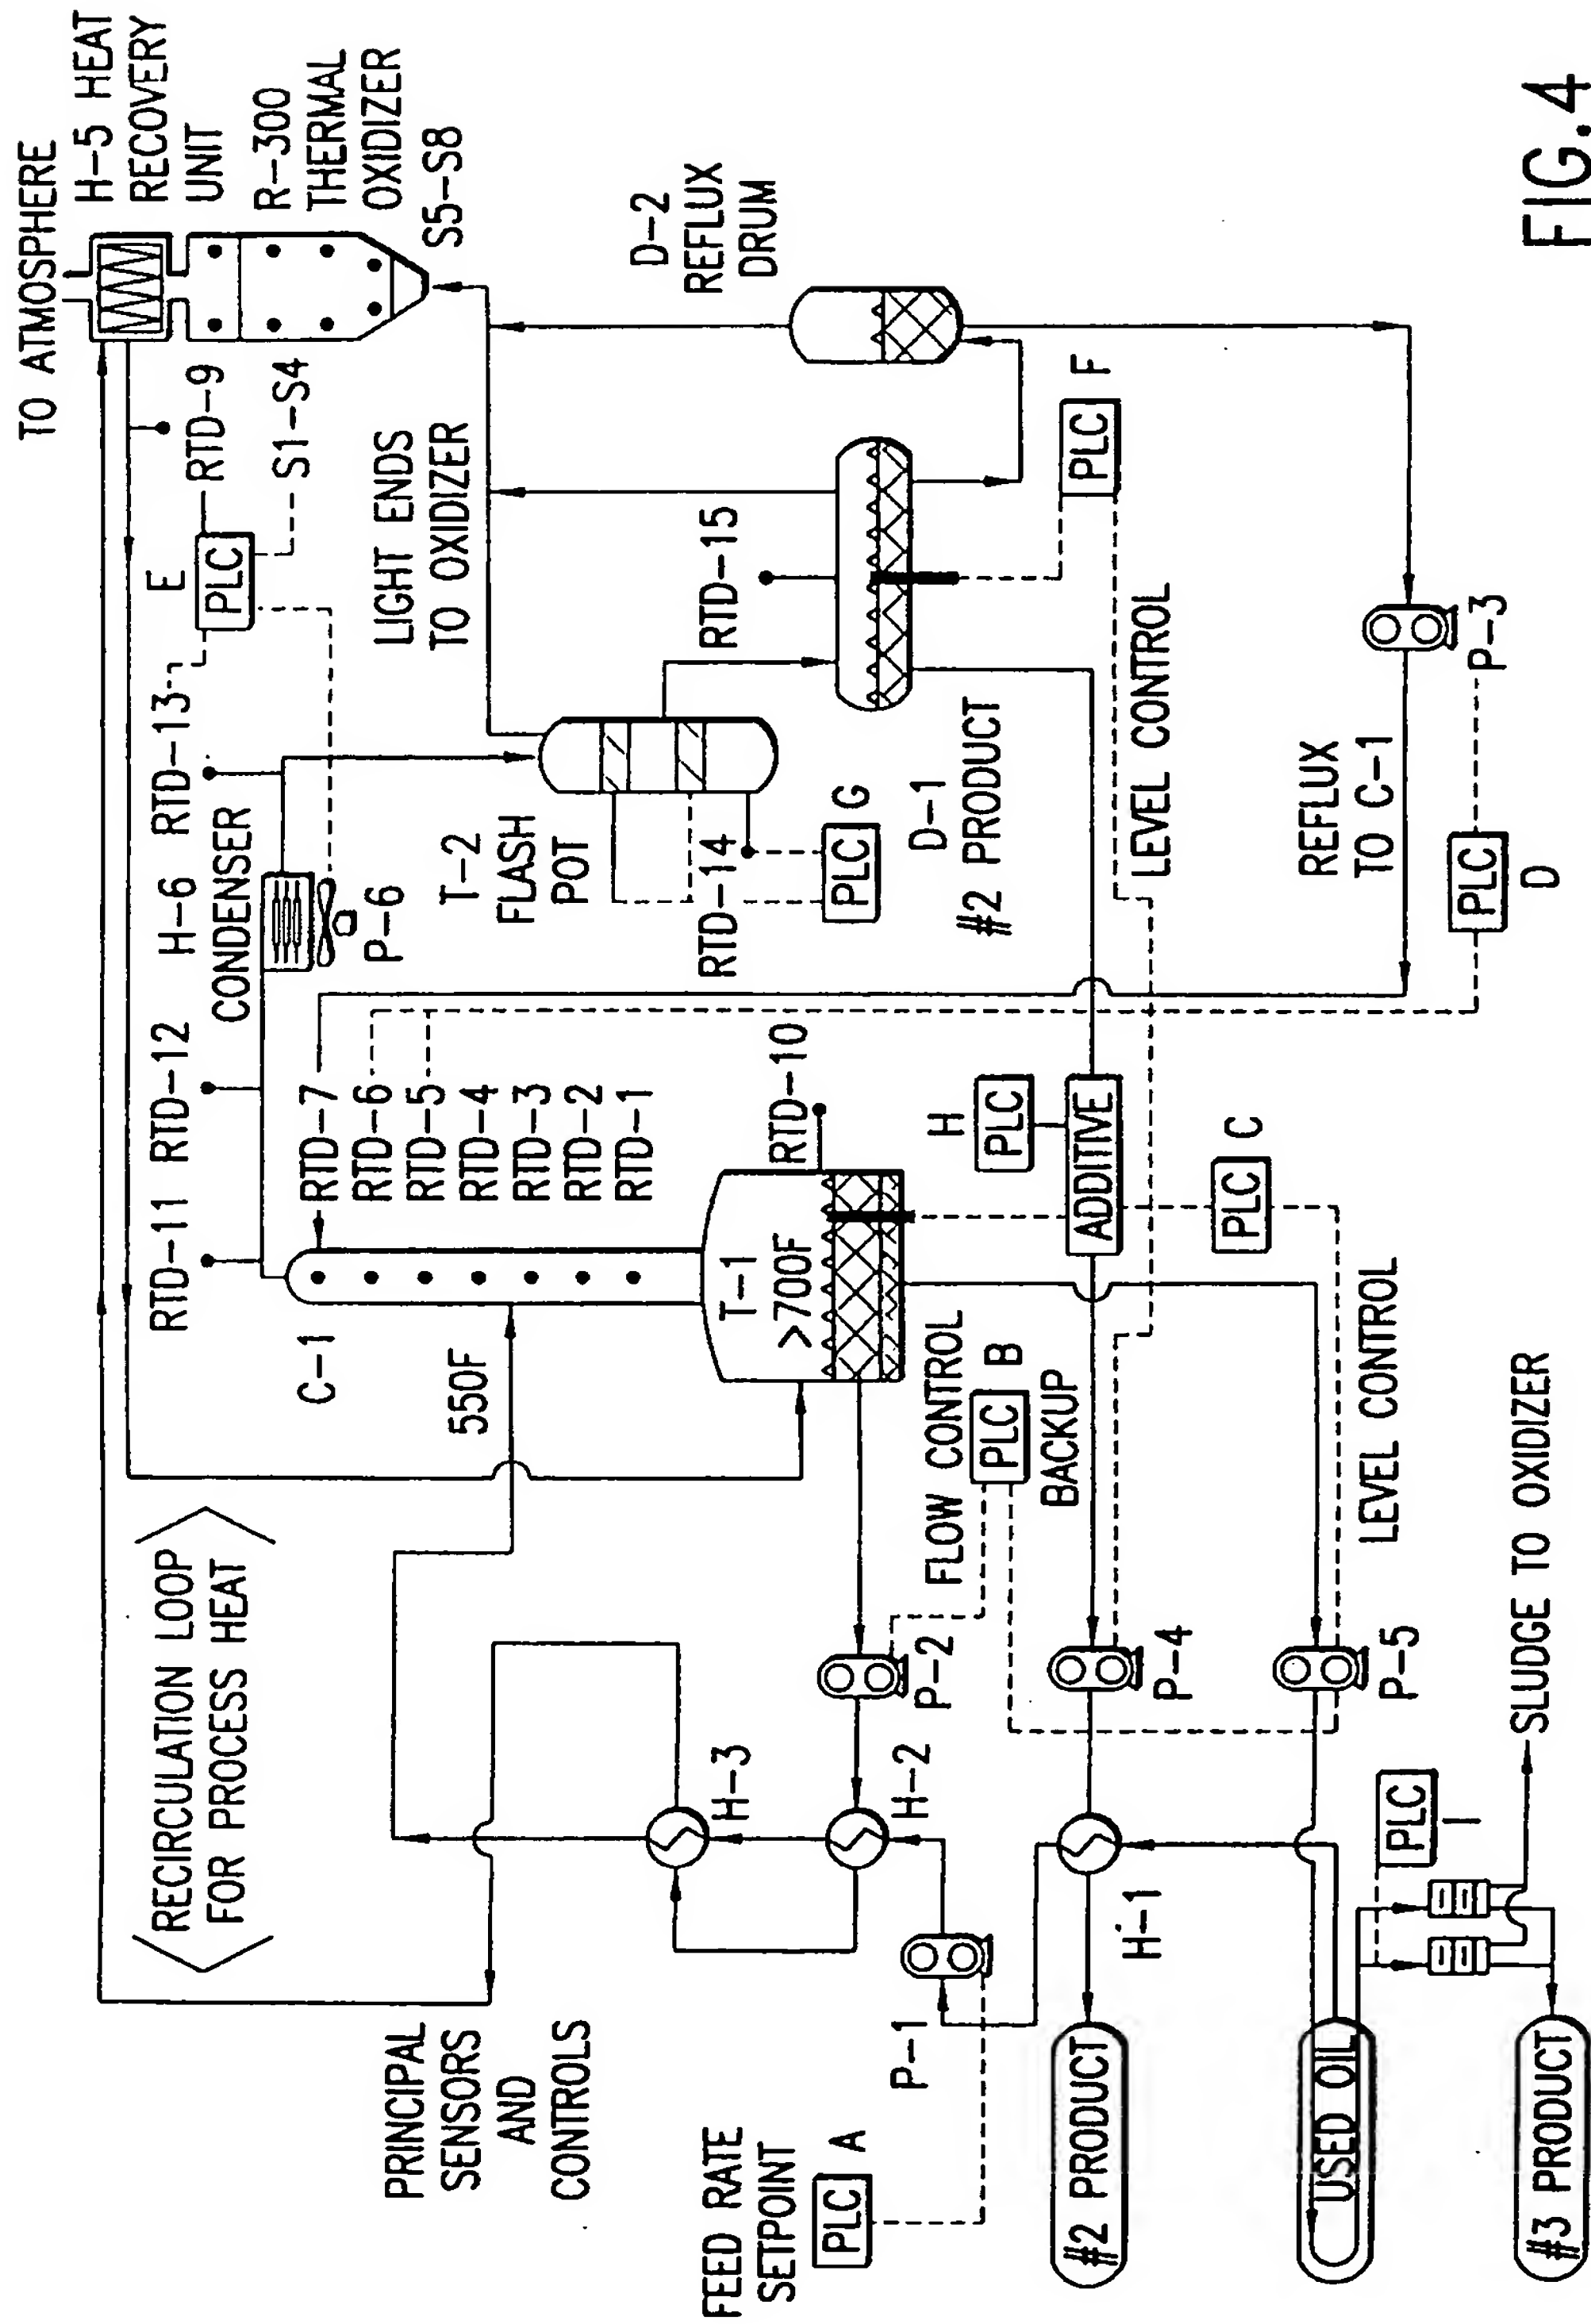 TO ATMOSPHERE
H-5 HEAT
RECOVERY
UNIT
R-300
THERMAL
OXIDIZER
S5-S8
RTD-9
S1-S4
E
PLC
RTD-13
H-6
CONDENSER
P-6
RTD-12
RTD-11
LIGHT ENDS
TO OXIDIZER
D-2
REFLUX
DRUM
RTD-15
T-2
FLASH
POT
RTD-14
PLC
G
D-1
#2 PRODUCT
PLC
F
LEVEL CONTROL
C-1
RTD-7
RTD-6
RTD-5
RTD-4
RTD-3
RTD-2
RTD-1
550F
T-1
>700F
RTD-10
H
PLC
ADDITIVE
PLC
C
REFLUX
TO C-1
P-3
PLC
D
RECIRCULATION LOOP
FOR PROCESS HEAT
FLOW CONTROL
PLC
B
BACKUP
P-2
P-4
P-5
LEVEL CONTROL
H-3
H-2
H-1
P-1
PRINCIPAL
SENSORS
AND
CONTROLS
FEED RATE
SETPOINT
PLC
A
#2 PRODUCT
USED OIL
#3 PRODUCT
PLC
I
SLUDGE TO OXIDIZER
FIG.4